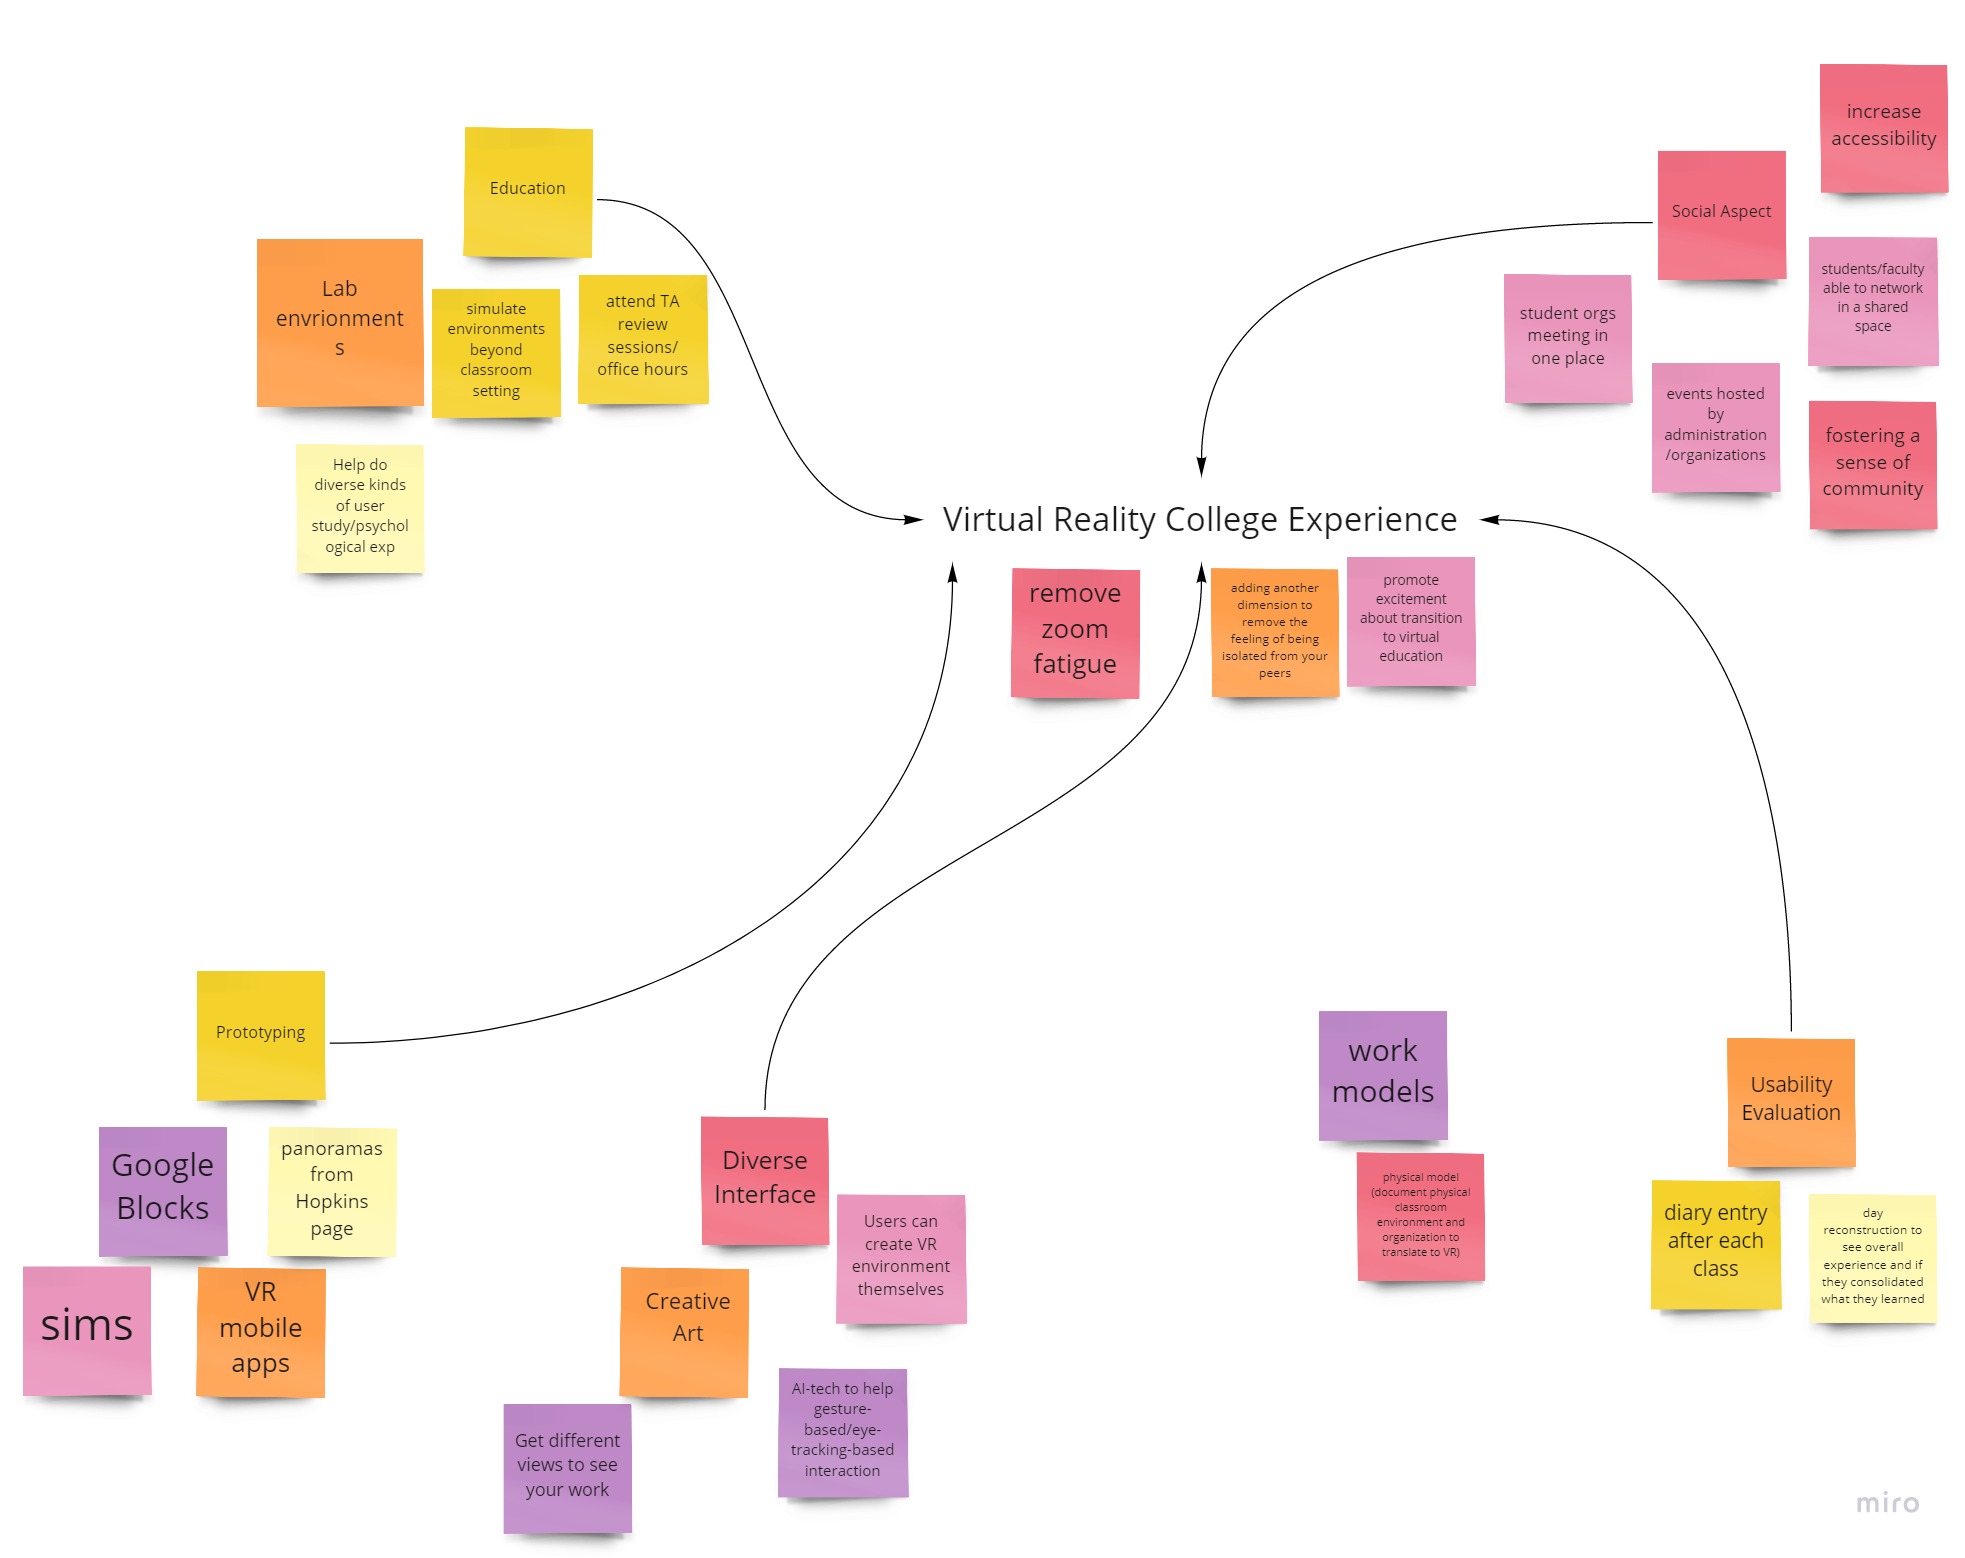 Education
Lab
envrionment
s
simulate
environments
beyond
classroom
setting
attend TA
review
sessions/
office hours
Help do
diverse kinds
of user
study/psychol
ogical exp
increase
accessibility
Social Aspect
students/faculty
able to network
in a shared
space
student orgs
meeting in
one place
events hosted
by
administration
/organizations
fostering a
sense of
community
Virtual Reality College Experience
remove
zoom
fatigue
adding another
dimension to
remove the
feeling of being
isolated from your
peers
promote
excitement
about transition
to virtual
education
Prototyping
Google
Blocks
panoramas
from
Hopkins
page
sims
VR
mobile
apps
Diverse
Interface
Users can
create VR
environment
themselves
Creative
Art
AI-tech to help
gesture-
based/eye-
tracking-based
interaction
Get different
views to see
your work
work
models
physical model
(document physical
classroom
environment and
organization to
translate to VR)
Usability
Evaluation
diary entry
after each
class
day
reconstruction to
see overall
experience and if
they consolidated
what they learned
miro